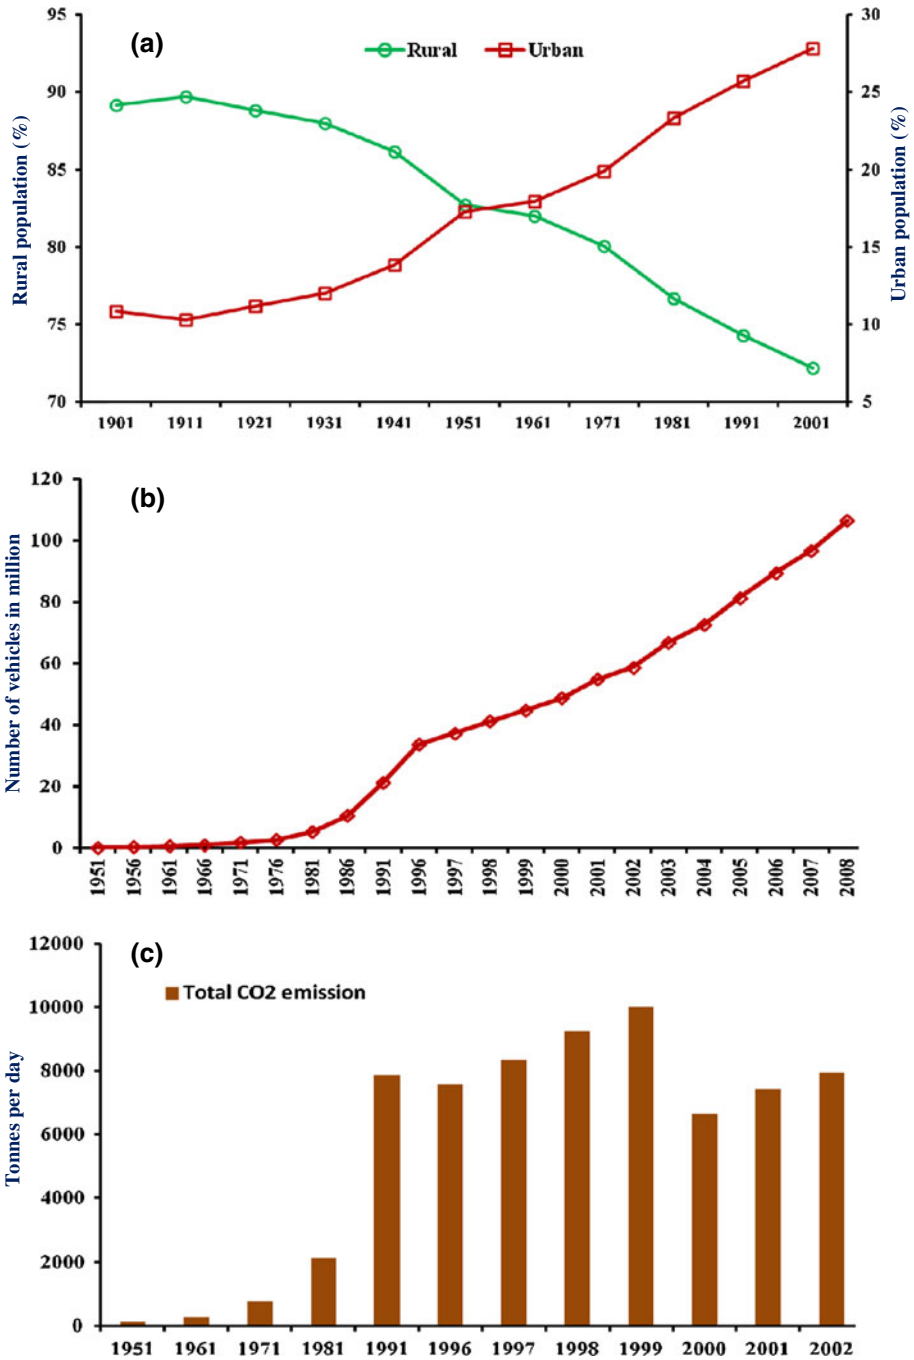 (a)
Rural Urban
Rural population (%)
95
90
85
80
75
70
Urban population (%)
30
25
20
15
10
5
1901 1911 1921 1931 1941 1951 1961 1971 1981 1991 2001
(b)
Number of vehicles in million
120
100
80
60
40
20
0
1951 1956 1961 1966 1971 1976 1981 1986 1991 1996 1997 1998 1999 2000 2001 2002 2003 2004 2005 2006 2007 2008
(c)
Total CO2 emission
Tonnes per day
12000
10000
8000
6000
4000
2000
0
1951 1961 1971 1981 1991 1996 1997 1998 1999 2000 2001 2002